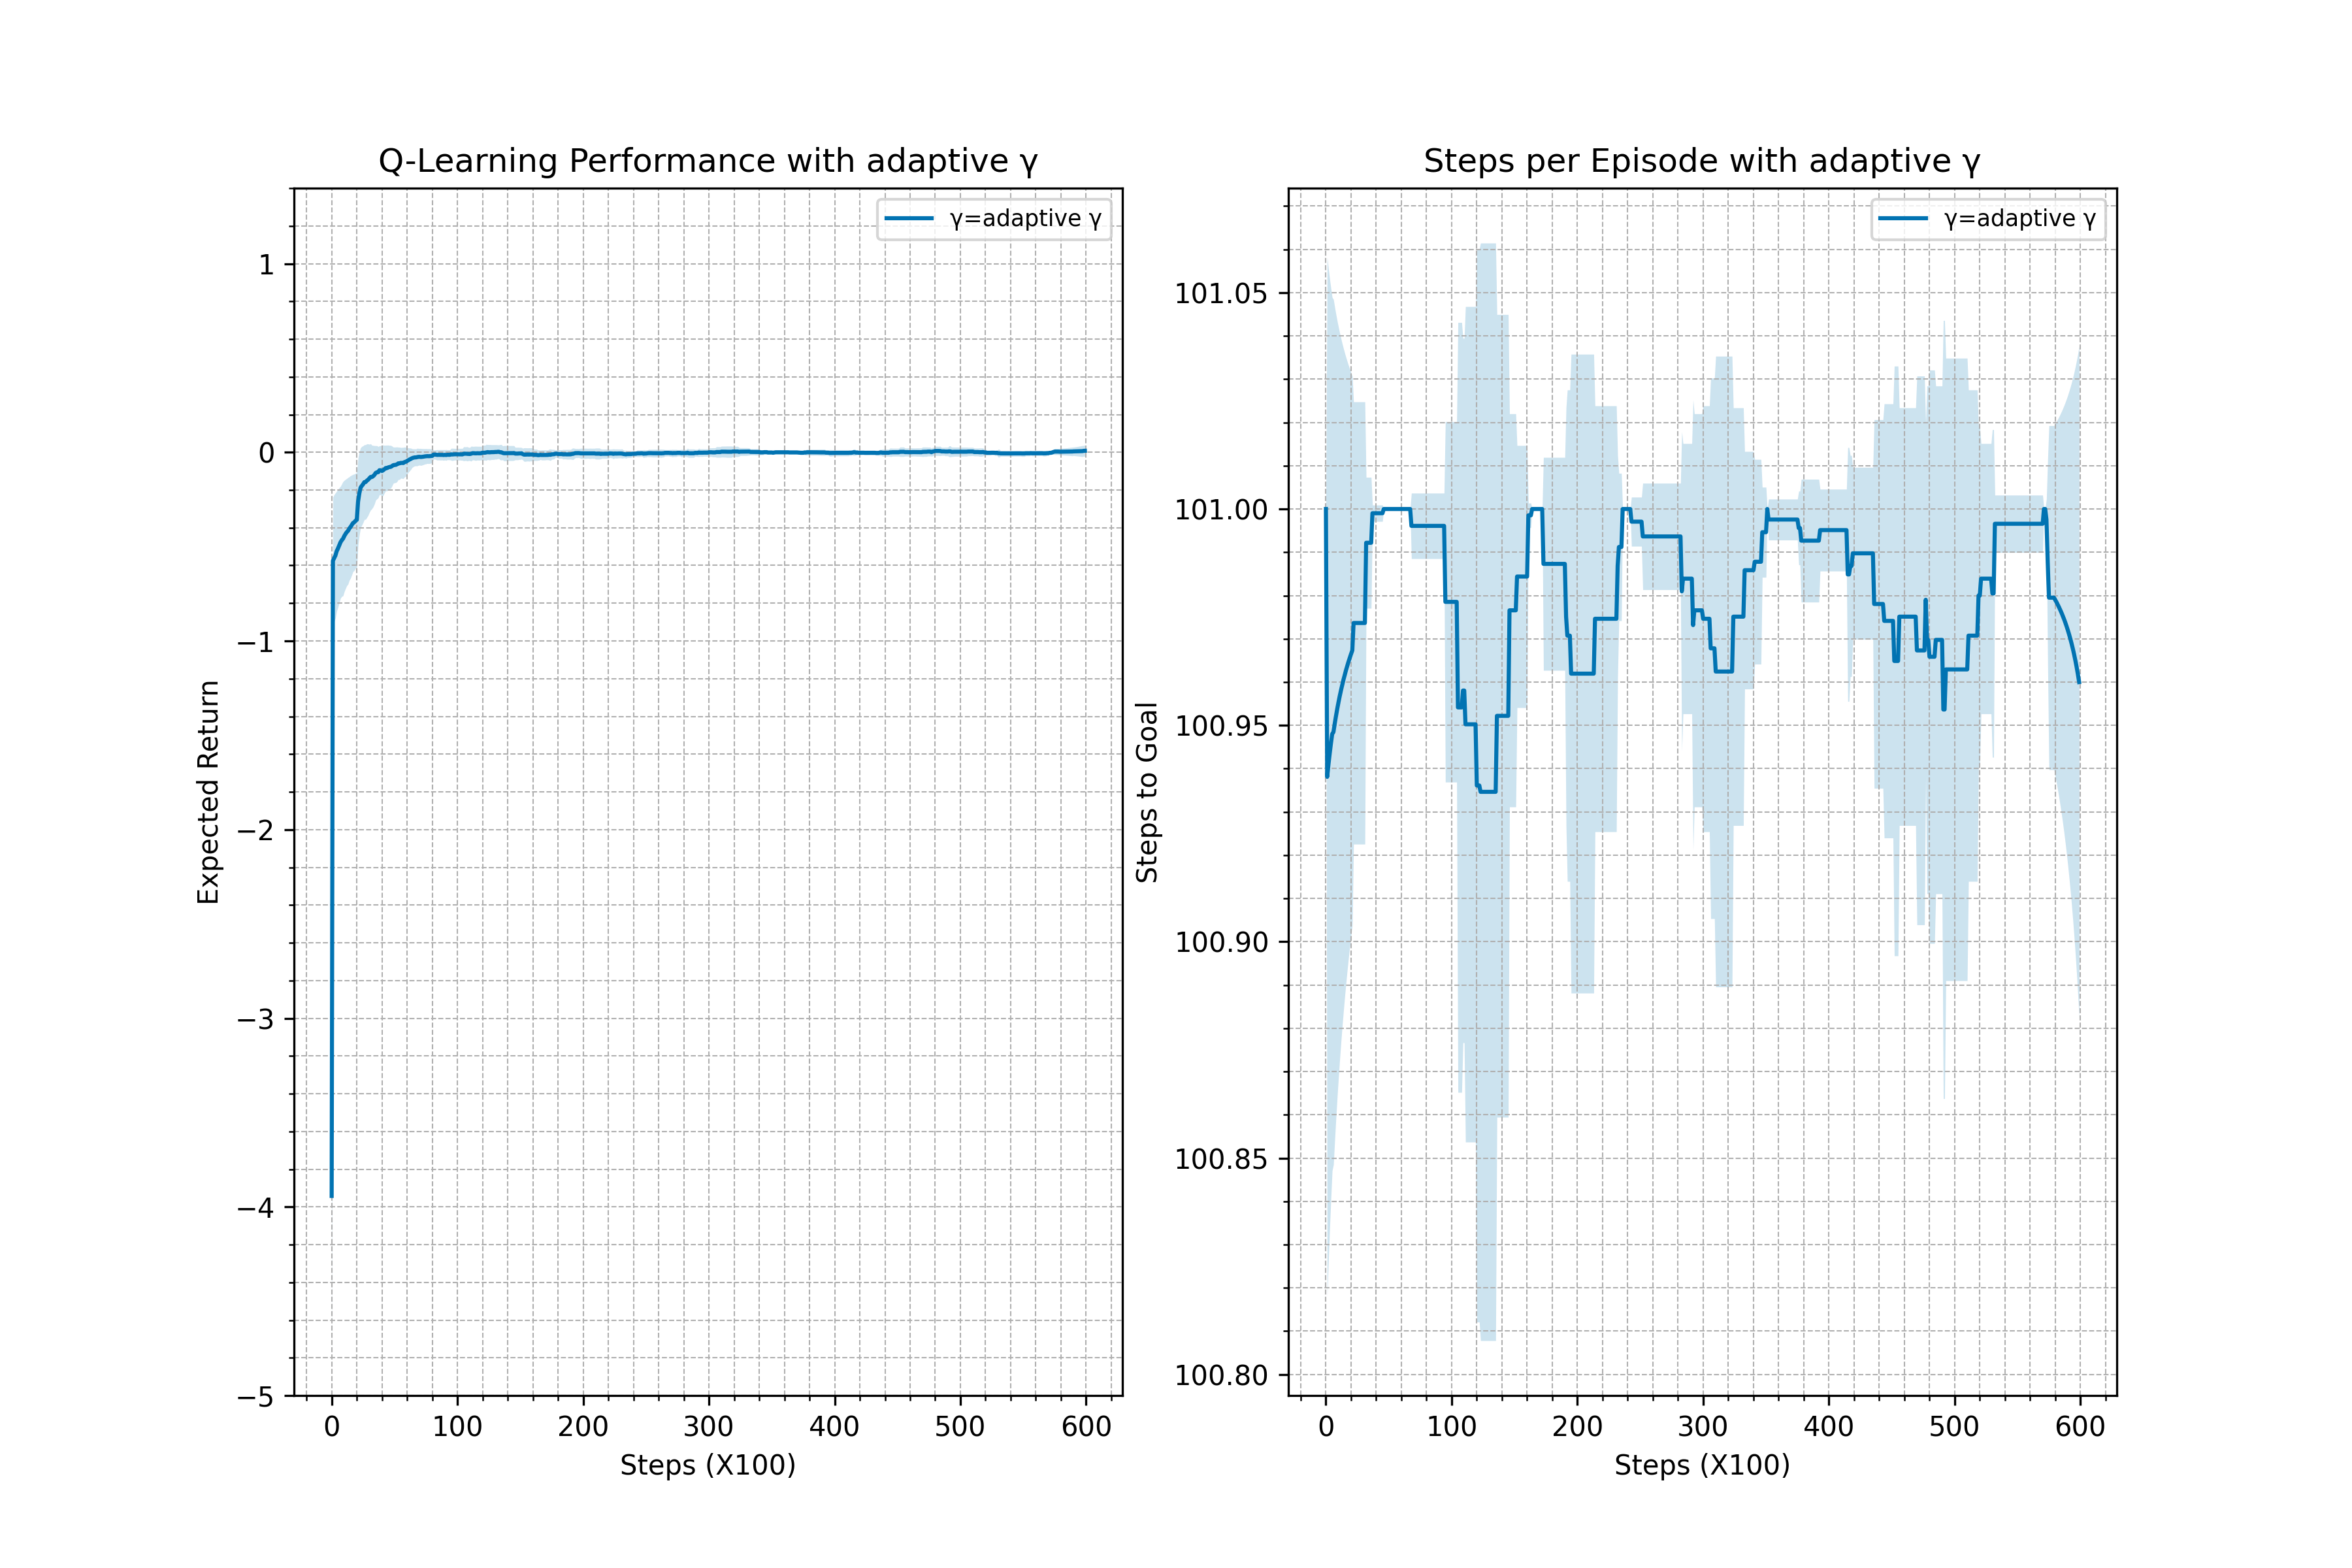 Q-Learning Performance with adaptive γ
γ=adaptive γ
1
0
−1
−2
−3
−4
−5
Expected Return
0 100 200 300 400 500 600
Steps (X100)
Steps per Episode with adaptive γ
γ=adaptive γ
101.05
101.00
100.95
100.90
100.85
100.80
Steps to Goal
0 100 200 300 400 500 600
Steps (X100)